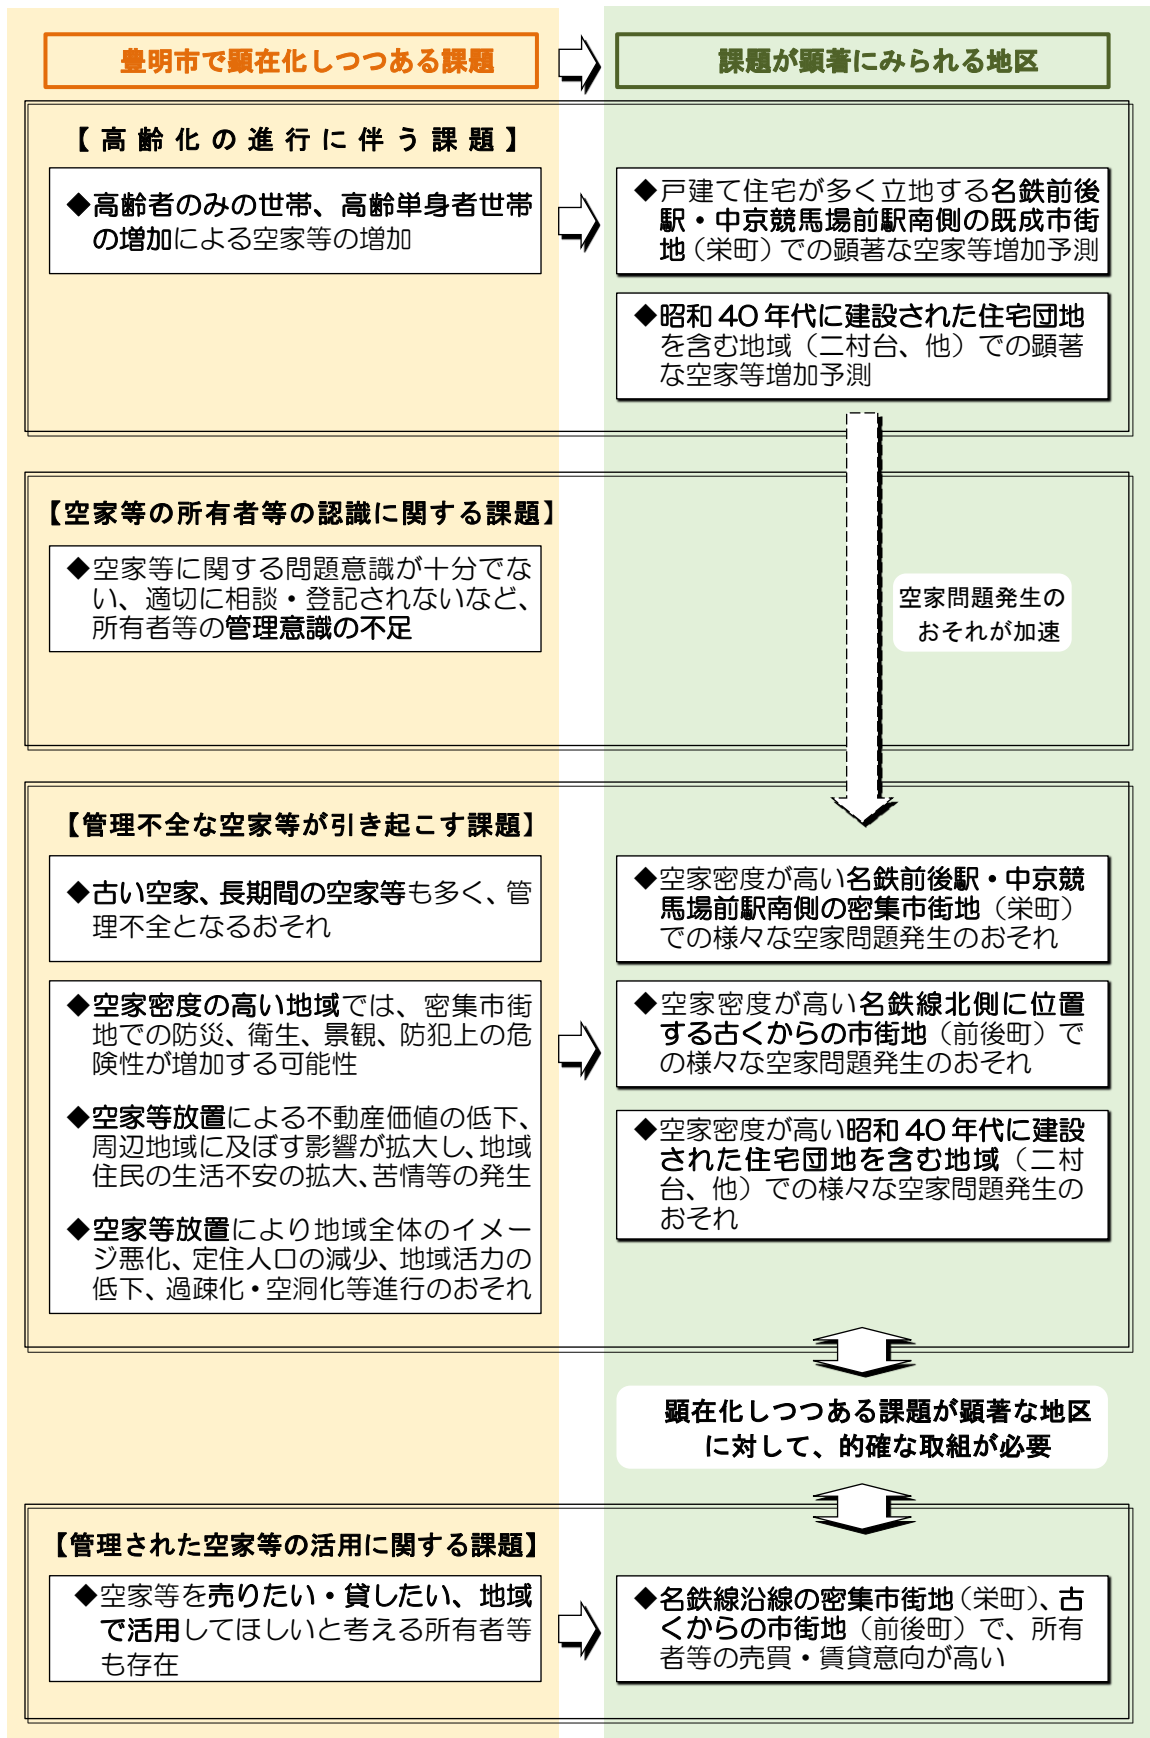 豊明市で顕在化しつつある課題
課題が顕著にみられる地区
【高齢化の進行に伴う課題】
◆高齢者のみの世帯、高齢単身者世帯
の増加による空家等の増加
◆戸建て住宅が多く立地する名鉄前後
駅・中京競馬場前駅南側の既成市街
地（栄町）での顕著な空家等増加予測
◆昭和40年代に建設された住宅団地
を含む地域（二村台、他）での顕著
な空家等増加予測
【空家等の所有者等の認識に関する課題】
◆空家等に関する問題意識が十分でな
い、適切に相談・登記されないなど、
所有者等の管理意識の不足
空家問題発生の
おそれが加速
【管理不全な空家等が引き起こす課題】
◆古い空家、長期間の空家等も多く、管
理不全となるおそれ
◆空家密度の高い地域では、密集市街
地での防災、衛生、景観、防犯上の危
険性が増加する可能性
◆空家等放置による不動産価値の低下、
周辺地域に及ぼす影響が拡大し、地域
住民の生活不安の拡大、苦情等の発生
◆空家等放置により地域全体のイメー
ジ悪化、定住人口の減少、地域活力の
低下、過疎化・空洞化等進行のおそれ
◆空家密度が高い名鉄前後駅・中京競
馬場前駅南側の密集市街地（栄町）
での様々な空家問題発生のおそれ
◆空家密度が高い名鉄線北側に位置
する古くからの市街地（前後町）で
の様々な空家問題発生のおそれ
◆空家密度が高い昭和40年代に建設
された住宅団地を含む地域（二村
台、他）での様々な空家問題発生の
おそれ
顕在化しつつある課題が顕著な地区
に対して、的確な取組が必要
【管理された空家等の活用に関する課題】
◆空家等を売りたい・貸したい、地域
で活用してほしいと考える所有者等
も存在
◆名鉄線沿線の密集市街地（栄町）、古
くからの市街地（前後町）で、所有
者等の売買・賃貸意向が高い